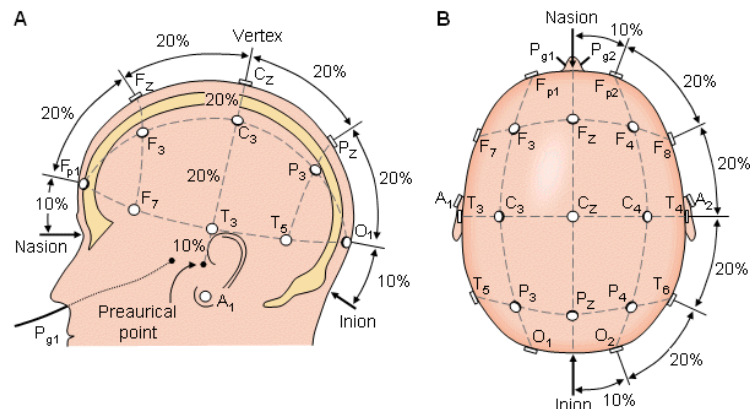 A
Vertex
20%
20%
Fz
Cz
20%
20%
20%
Pz
F3
C3
Fp1
20%
P3
20%
10%
F7
T3
T5
O1
Nasion
10%
10%
Preaurical
point
A1
Inion
Pg1
B
Nasion
10%
Pg1
Pg2
Fp1
Fp2
F7
F3
Fz
F4
F8
20%
A1
T3
C3
Cz
C4
T4
A2
20%
T5
P3
Pz
P4
T6
O1
O2
20%
Inion
10%